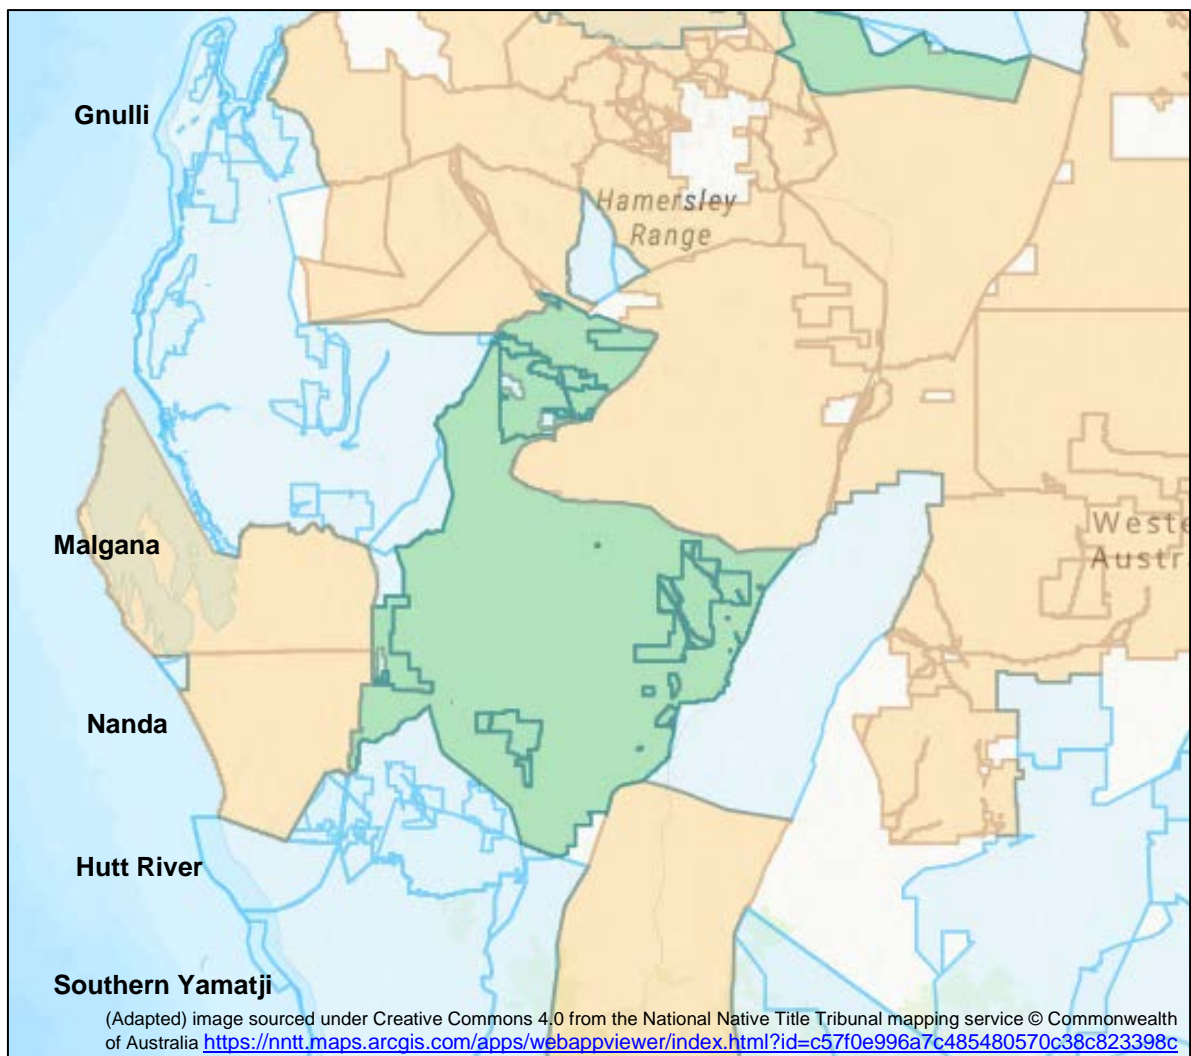 Gnulli
Hamersley
Range
Malgana
Weste
Austr
Nanda
Hutt River
Southern Yamatji
(Adapted) image sourced under Creative Commons 4.0 from the National Native Title Tribunal mapping service © Commonwealth
of Australia https://nntt.maps.arcgis.com/apps/webappviewer/index.html?id=c57f0e996a7c485480570c38c823398c